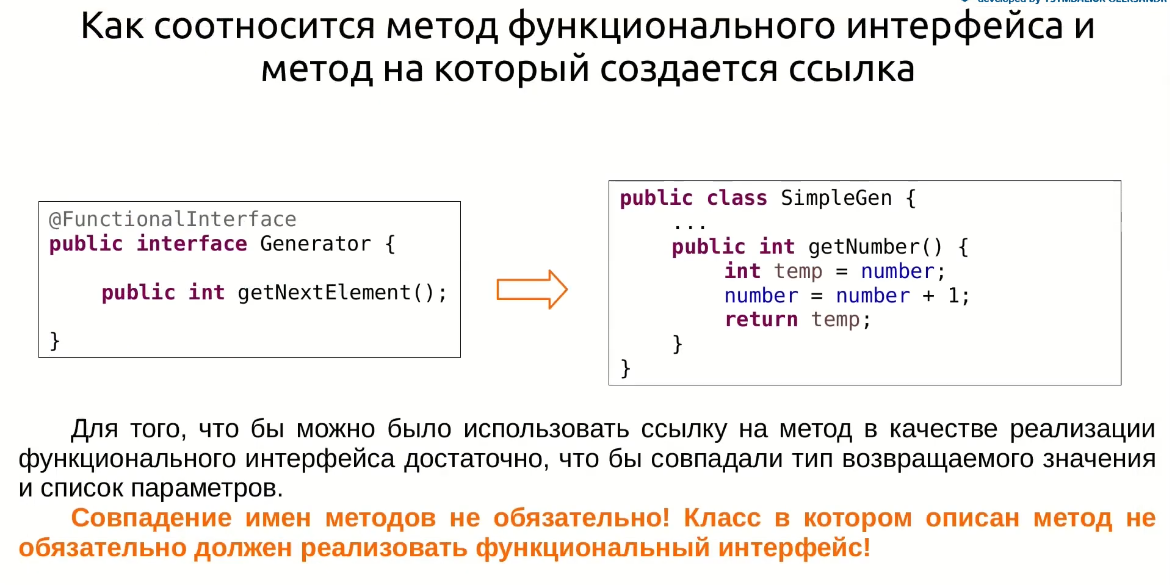 developed by TSYMBALIUK OLEKSANDR
Как соотносится метод функционального интерфейса и
метод на который создается ссылка
@FunctionalInterface
public interface Generator {
public int getNextElement();
}
public class SimpleGen {
...
public int getNumber() {
int temp = number;
number = number + 1;
return temp;
}
}
Для того, что бы можно было использовать ссылку на метод в качестве реализации
функционального интерфейса достаточно, что бы совпадали тип возвращаемого значения
и список параметров.
Совпадение имен методов не обязательно! Класс в котором описан метод не
обязательно должен реализовать функциональный интерфейс!